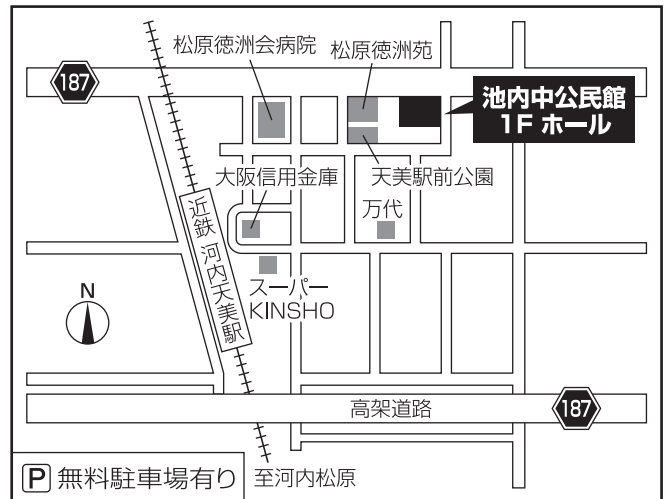 松原徳洲会病院
松原徳洲苑
187
池内中公民館
1F ホール
大阪信用金庫
天美駅前公園
万代
近鉄 河内天美駅
スーパー
KINSHO
N
高架道路
187
P 無料駐車場有り
至河内松原